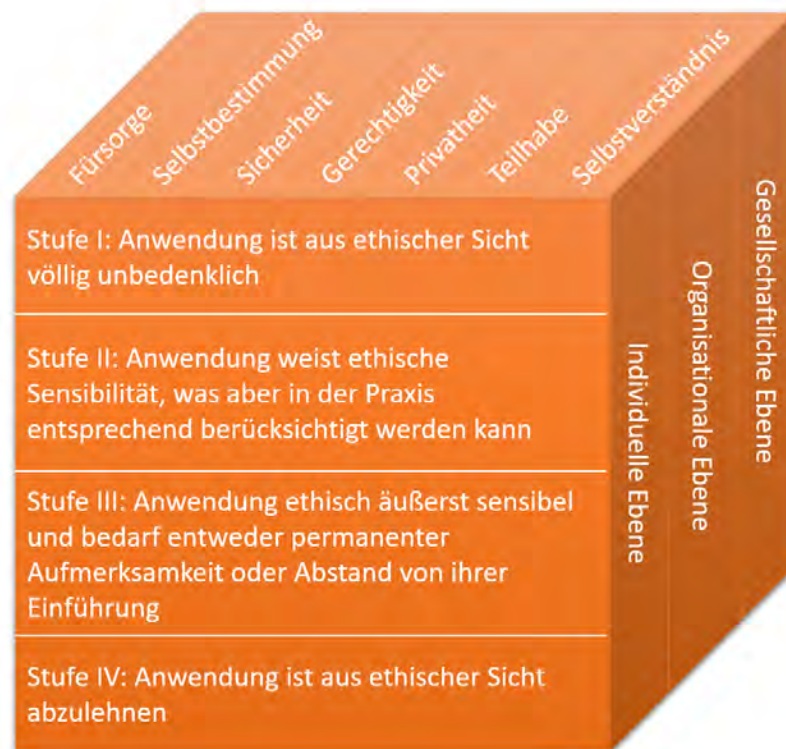 Fürsorge
Selbstbestimmung
Sicherheit
Gerechtigkeit
Privatheit
Teilhabe
Selbstverständnis
Stufe I: Anwendung ist aus ethischer Sicht
völlig unbedenklich
Stufe II: Anwendung weist ethische
Sensibilität, was aber in der Praxis
entsprechend berücksichtigt werden kann
Stufe III: Anwendung ethisch äußerst sensibel
und bedarf entweder permanenter
Aufmerksamkeit oder Abstand von ihrer
Einführung
Stufe IV: Anwendung ist aus ethischer Sicht
abzulehnen
Individuelle Ebene
Organisationale Ebene
Gesellschaftliche Ebene